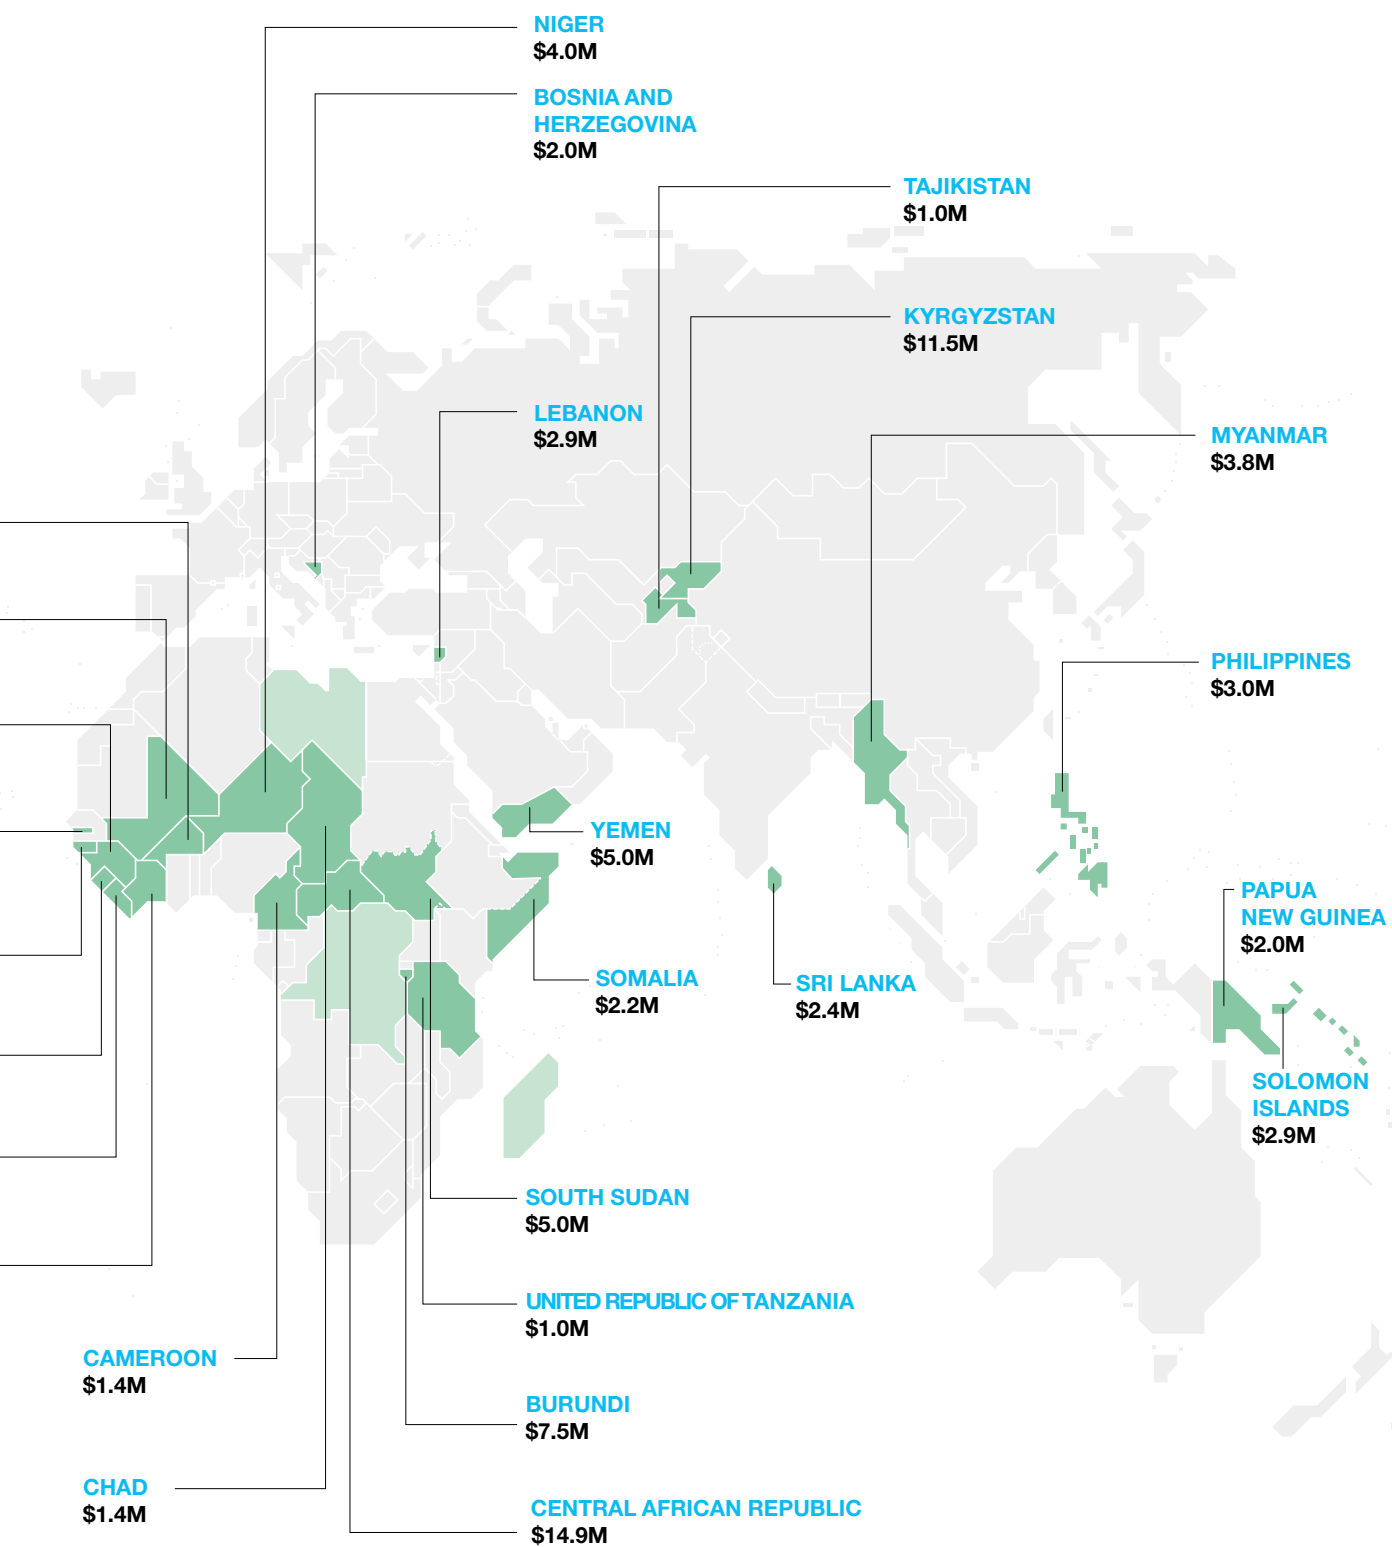 NIGER
$4.0M
BOSNIA AND
HERZEGOVINA
$2.0M
TAJIKISTAN
$1.0M
KYRGYZSTAN
$11.5M
LEBANON
$2.9M
MYANMAR
$3.8M
PHILIPPINES
$3.0M
YEMEN
$5.0M
PAPUA
NEW GUINEA
$2.0M
SOMALIA
$2.2M
SRI LANKA
$2.4M
SOLOMON
ISLANDS
$2.9M
SOUTH SUDAN
$5.0M
UNITED REPUBLIC OF TANZANIA
$1.0M
CAMEROON
$1.4M
BURUNDI
$7.5M
CHAD
$1.4M
CENTRAL AFRICAN REPUBLIC
$14.9M